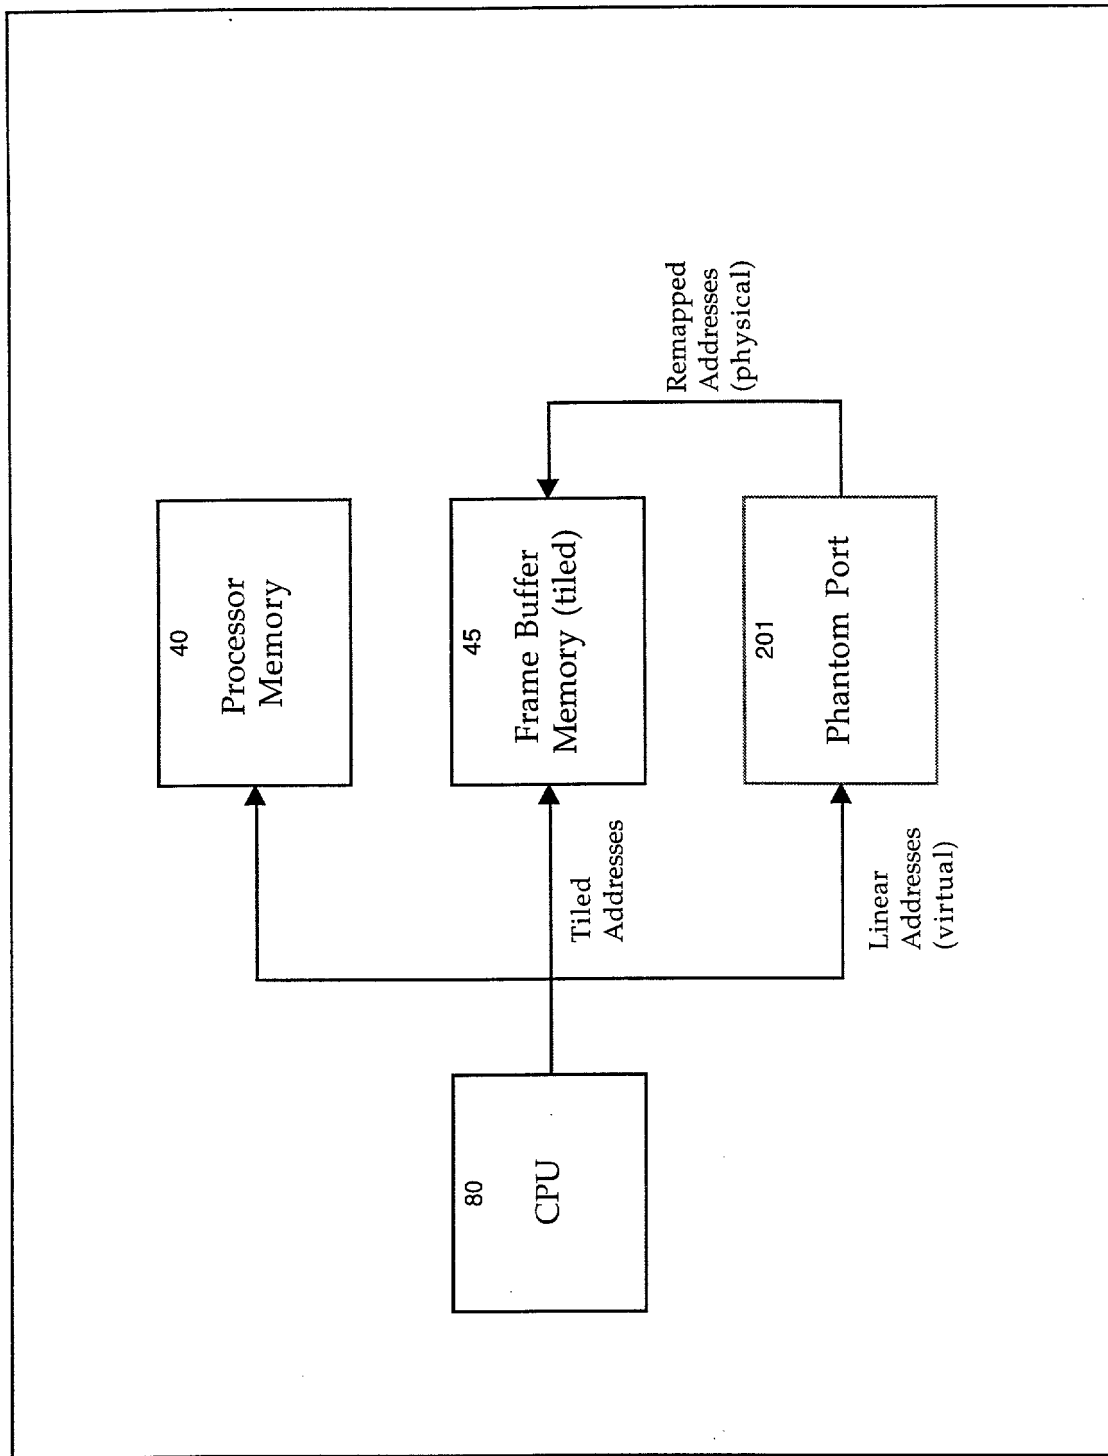 40
Processor
Memory
80
CPU
Tiled
Addresses
45
Frame Buffer
Memory (tiled)
Remapped
Addresses
(physical)
Linear
Addresses
(virtual)
201
Phantom Port